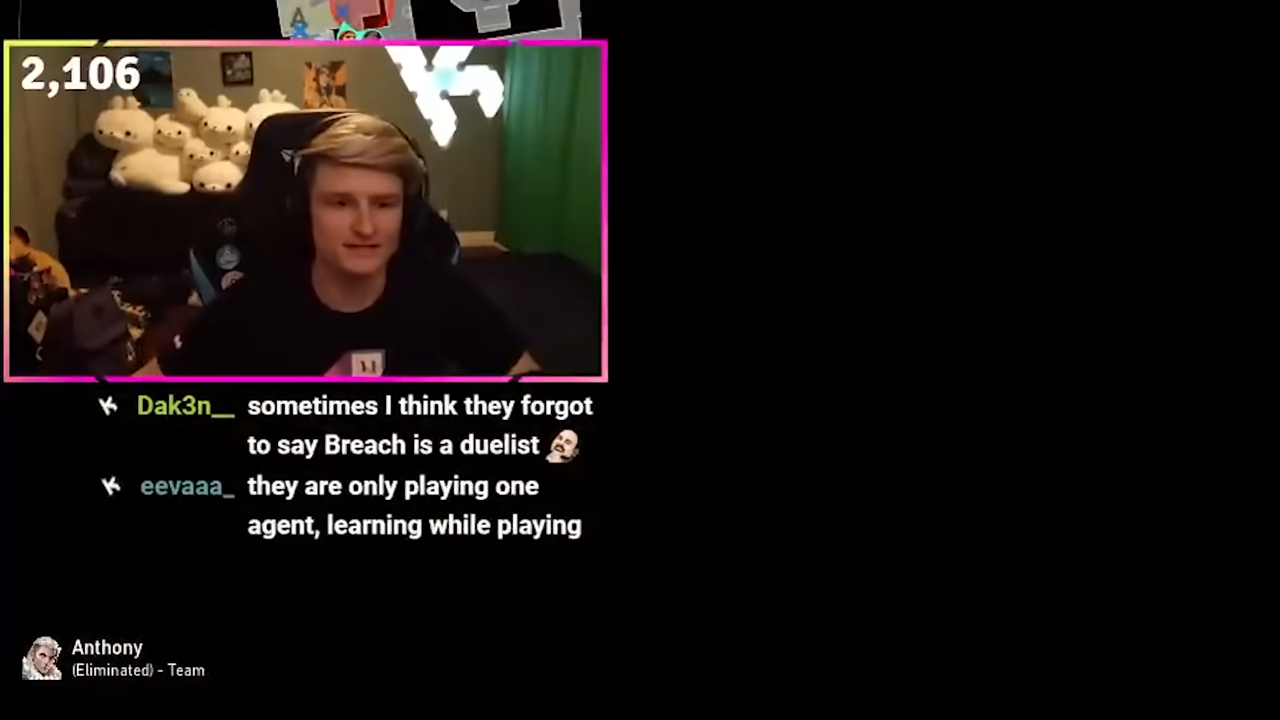 A
2,106
Dak3n__ sometimes I think they forgot
to say Breach is a duelist
eevaaa_ they are only playing one
agent, learning while playing
Anthony
(Eliminated) - Team